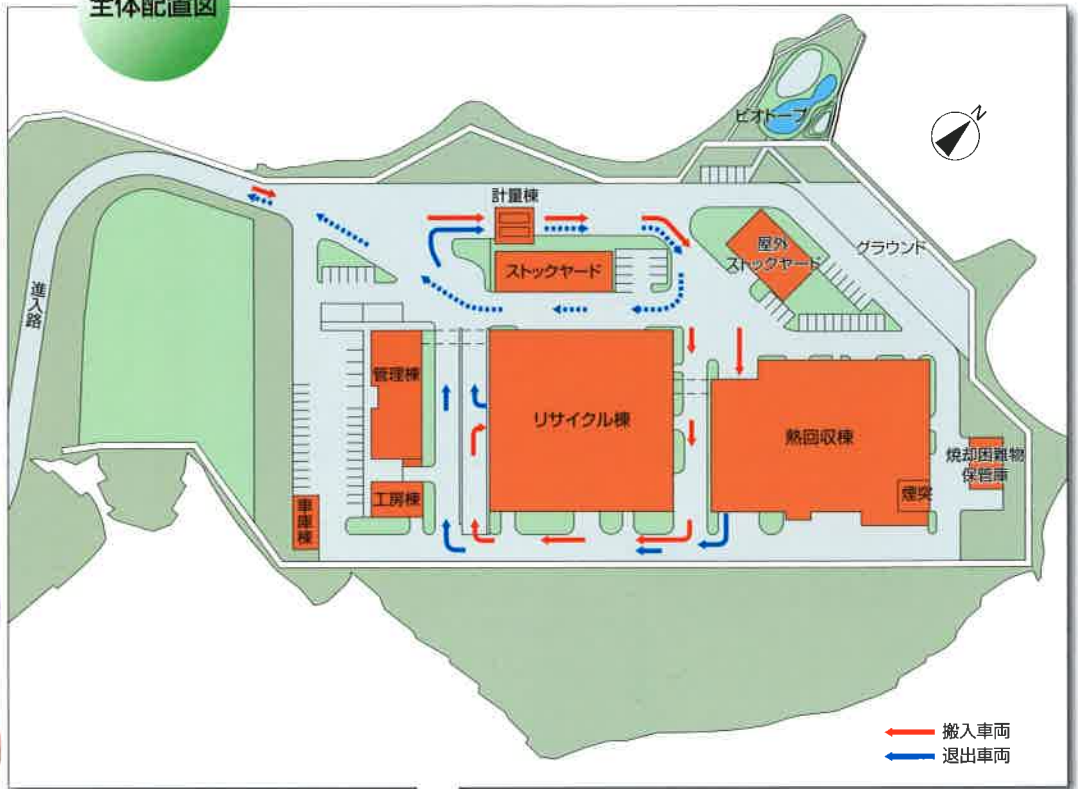 全体配置図
N
ビオトープ
計量棟
屋外
ストックヤード
グラウンド
ストックヤード
進入路
管理棟
リサイクル棟
熱回収棟
焼却困難物
保管庫
煙突
工房棟
車庫棟
搬入車両
退出車両